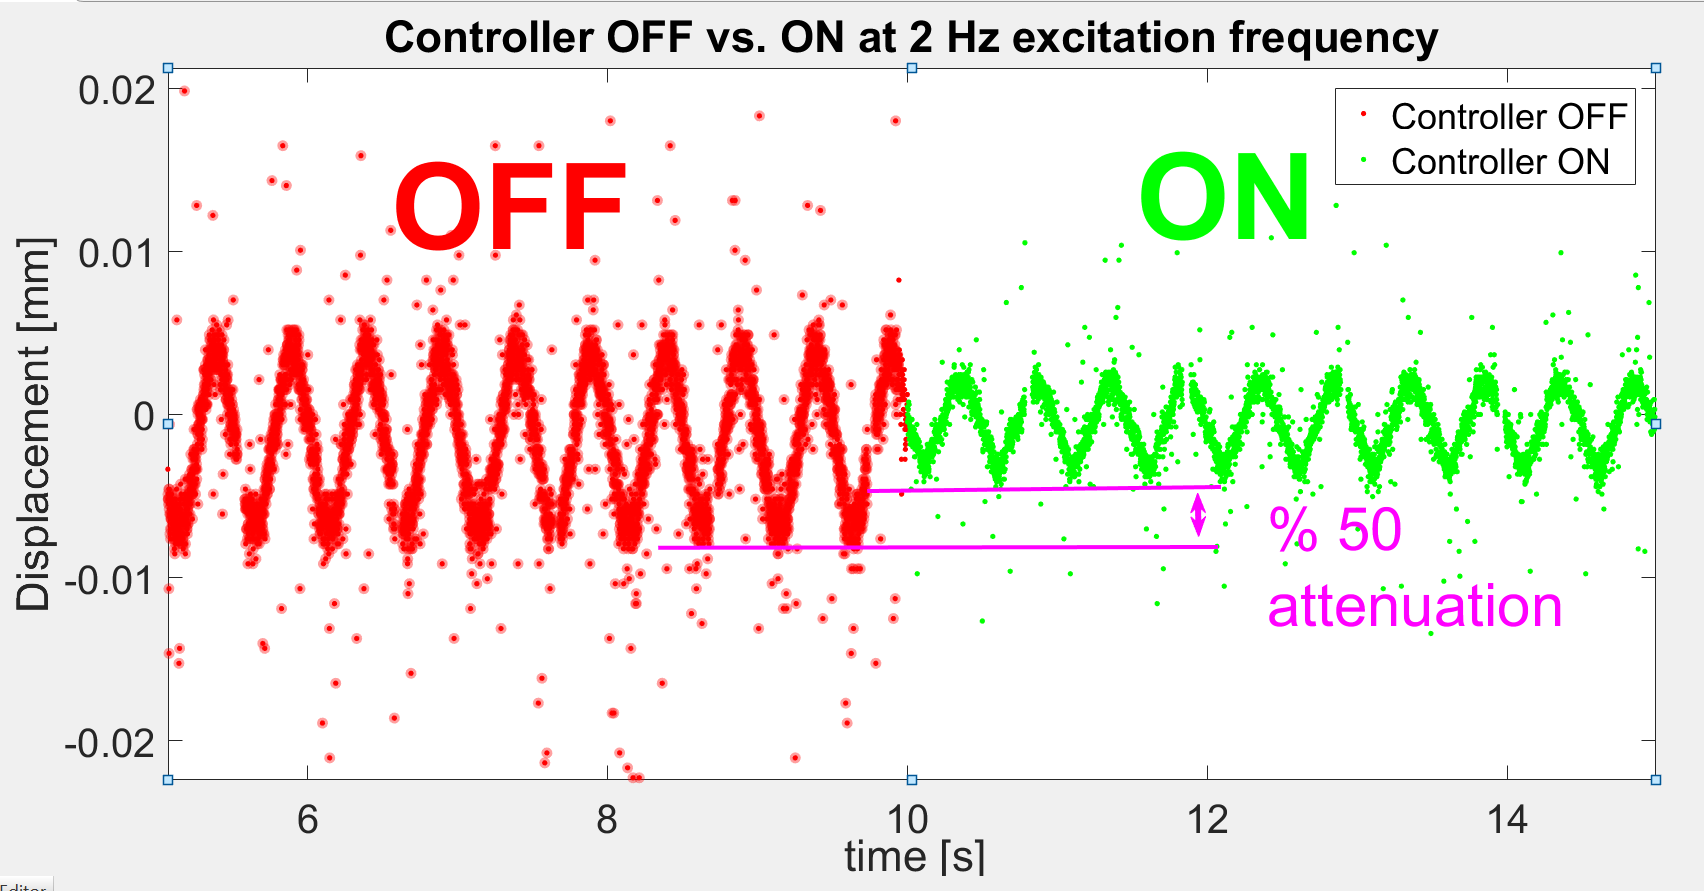 Controller OFF vs. ON at 2 Hz excitation frequency
0.02
0.01
0
-0.01
-0.02
Displacement [mm]
OFF
ON
Controller OFF
Controller ON
% 50
attenuation
6 8 10 12 14
time [s]
Editor